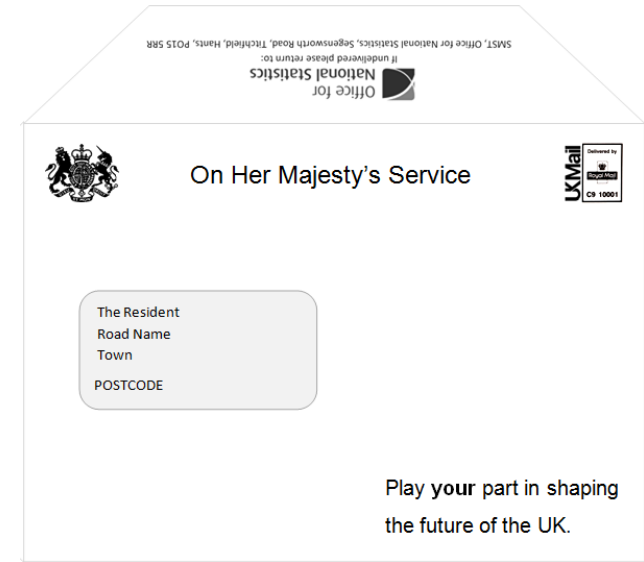 SMST, Office for National Statistics, Segensworth Road, Titchfield, Hants, PO15 5RR
If undelivered please return to:
Office for
National Statistics
On Her Majesty's Service
UKMail
Delivered by
Royal Mail
C9 10001
The Resident
Road Name
Town
POSTCODE
Play your part in shaping
the future of the UK.